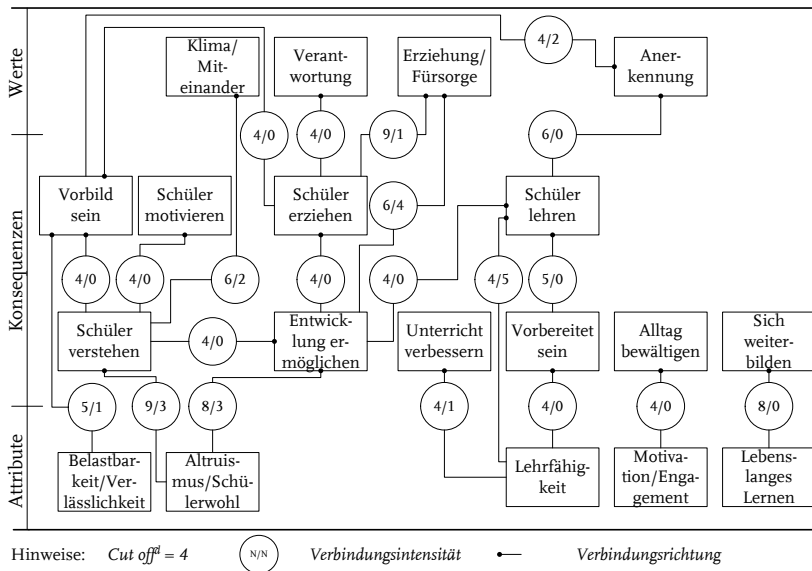 Werte
Konsequenzen
Attribute
4/2
Klima/
Mit-
einander
Verant-
wortung
Erziehung/
Fürsorge
Aner-
kennung
4/0
4/0
9/1
6/0
Vorbild
sein
Schüler
motivieren
Schüler
erziehen
6/4
Schüler
lehren
4/0
4/0
6/2
4/0
4/0
4/5
5/0
Schüler
verstehen
4/0
Entwick-
lung er-
möglichen
Unterricht
verbessern
Vorbereitet
sein
Alltag
bewältigen
Sich
weiter-
bilden
5/1
9/3
8/3
4/1
4/0
4/0
8/0
Belastbar-
keit/Ver-
lässlichkeit
Altruis-
mus/Schü-
lerwohl
Lehrfähig-
keit
Motiva-
tion/Enga-
gement
Lebens-
langes
Lernen
Hinweise: Cut off^d = 4 N/N Verbindungsintensität Verbindungsrichtung